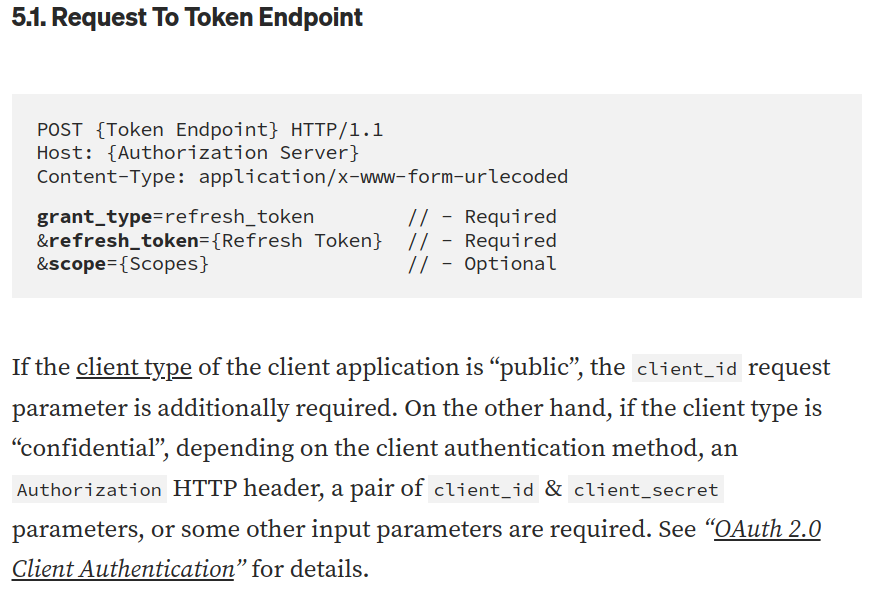 5.1. Request To Token Endpoint
POST {Token Endpoint} HTTP/1.1
Host: {Authorization Server}
Content-Type: application/x-www-form-urlecoded
grant_type=refresh_token // - Required
&refresh_token={Refresh Token} // - Required
&scope={Scopes} // - Optional
If the client type of the client application is “public”, the client_id request
parameter is additionally required. On the other hand, if the client type is
“confidential”, depending on the client authentication method, an
Authorization HTTP header, a pair of client_id & client_secret
parameters, or some other input parameters are required. See “OAuth 2.0
Client Authentication” for details.